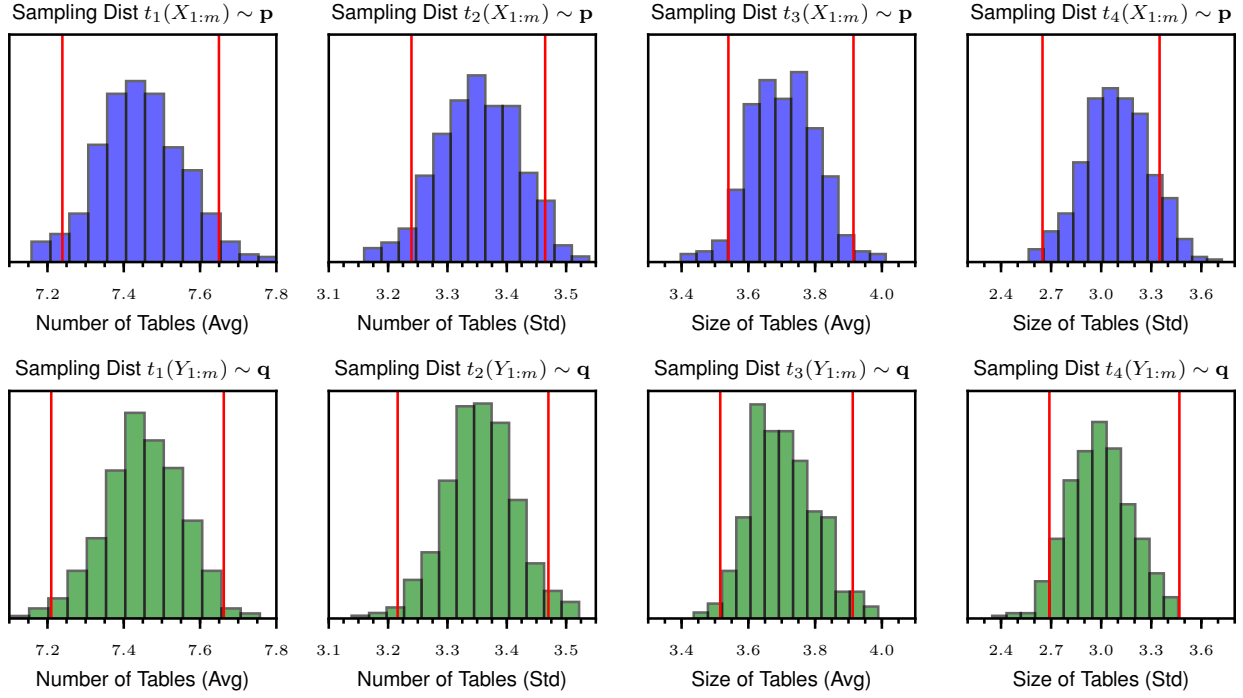 Sampling Dist t₁(X₁:ₘ) ∼ p
Sampling Dist t₂(X₁:ₘ) ∼ p
Sampling Dist t₃(X₁:ₘ) ∼ p
Sampling Dist t₄(X₁:ₘ) ∼ p
7.2 7.4 7.6 7.8
3.1 3.2 3.3 3.4 3.5
3.4 3.6 3.8 4.0
2.4 2.7 3.0 3.3 3.6
Number of Tables (Avg)
Number of Tables (Std)
Size of Tables (Avg)
Size of Tables (Std)
Sampling Dist t₁(Y₁:ₘ) ∼ q
Sampling Dist t₂(Y₁:ₘ) ∼ q
Sampling Dist t₃(Y₁:ₘ) ∼ q
Sampling Dist t₄(Y₁:ₘ) ∼ q
7.2 7.4 7.6 7.8
3.1 3.2 3.3 3.4 3.5
3.4 3.6 3.8 4.0
2.4 2.7 3.0 3.3 3.6
Number of Tables (Avg)
Number of Tables (Std)
Size of Tables (Avg)
Size of Tables (Std)